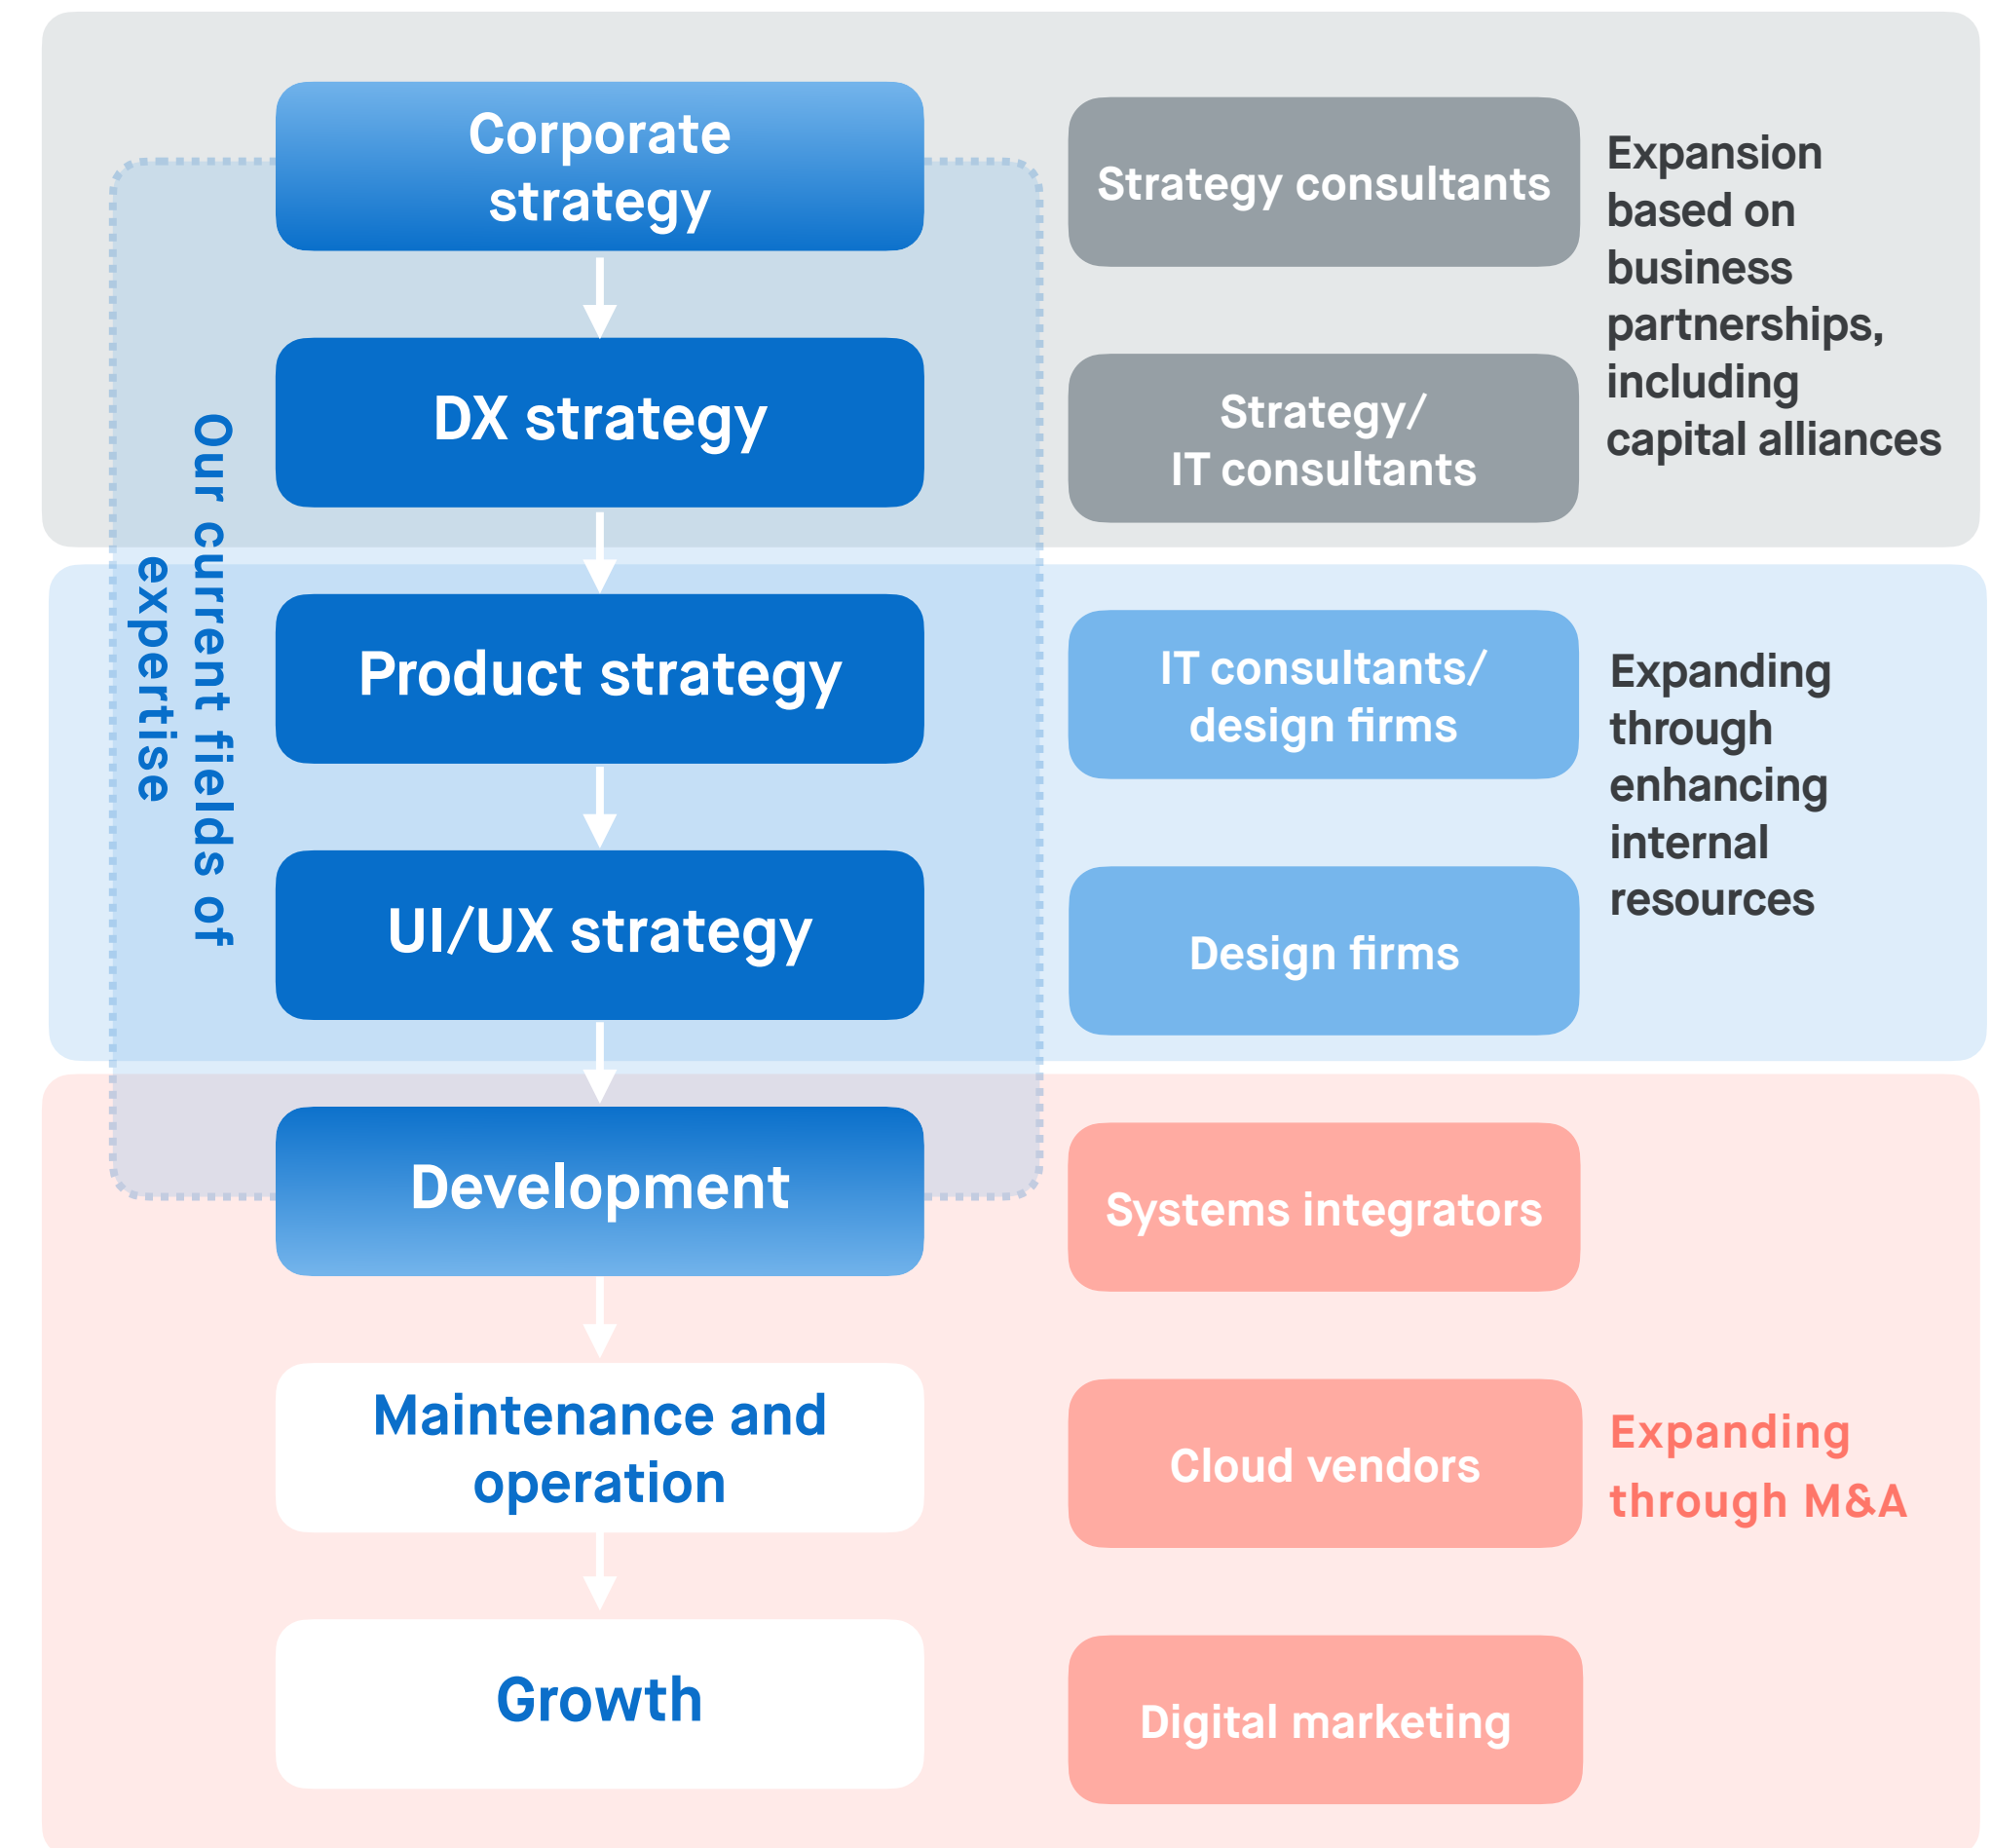 Corporate
strategy
Strategy consultants
Expansion
based on
business
partnerships,
including
capital alliances
DX strategy
Strategy/
IT consultants
Our current fields of
expertise
Product strategy
IT consultants/
design firms
Expanding
through
enhancing
internal
resources
UI/UX strategy
Design firms
Development
Systems integrators
Maintenance and
operation
Cloud vendors
Expanding
through M&A
Growth
Digital marketing